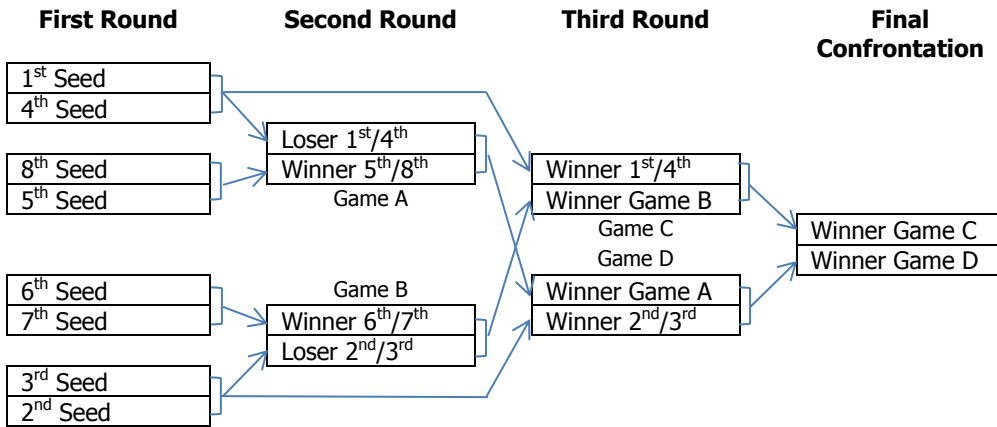 First Round
Second Round
Third Round
Final
Confrontation
1st Seed
4th Seed
8th Seed
5th Seed
6th Seed
7th Seed
3rd Seed
2nd Seed
Loser 1st/4th
Winner 5th/8th
Game A
Game B
Winner 6th/7th
Loser 2nd/3rd
Winner 1st/4th
Winner Game B
Game C
Game D
Winner Game A
Winner 2nd/3rd
Winner Game C
Winner Game D